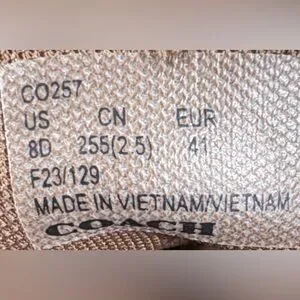 CO257
US CN EUR
8D 255(2.5) 41
F23/129
MADE IN VIETNAM/VIETNAM
COACH